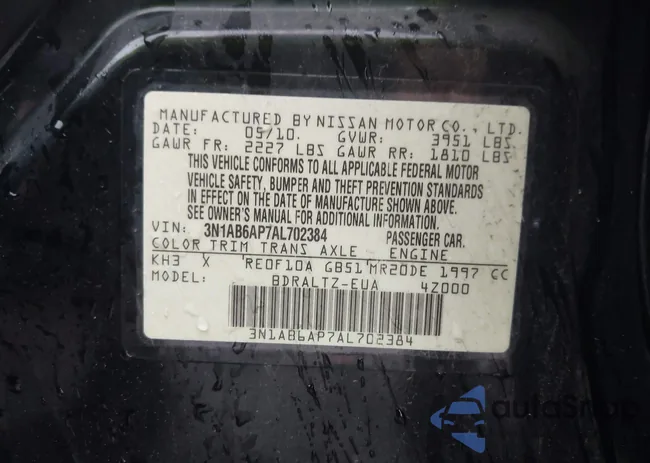 MANUFACTURED BY NISSAN MOTOR CO., LTD.
DATE: 05/10. GVWR: 3951 LBS
GAWR FR: 2227 LBS GAWR RR: 1810 LBS
THIS VEHICLE CONFORMS TO ALL APPLICABLE FEDERAL MOTOR
VEHICLE SAFETY, BUMPER AND THEFT PREVENTION STANDARDS
IN EFFECT ON THE DATE OF MANUFACTURE SHOWN ABOVE.
SEE OWNER'S MANUAL FOR ADDITIONAL INFORMATION.
VIN: 3N1AB6AP7AL702384 PASSENGER CAR.
COLOR TRIM TRANS AXLE ENGINE
KH3 X RE0F10A GB51 MR20DE 1997 CC
MODEL: BDRALTZ-EUA 4Z000
3N1AB6AP7AL702384